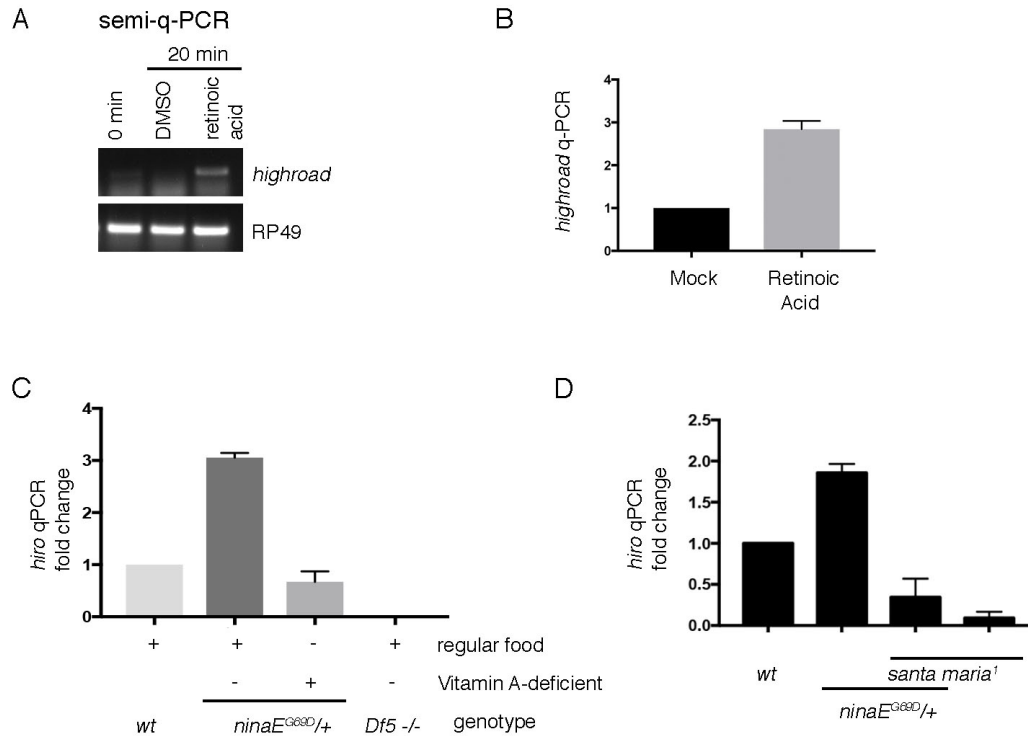 A
semi-q-PCR
20 min
0 min
DMSO
retinoic
acid
highroad
RP49
B
highroad q-PCR
4
3
2
1
0
Mock
Retinoic
Acid
C
hiro qPCR
fold change
4
3
2
1
0
+ + - + regular food
- + - Vitamin A-deficient
wt ninaE^G69D/+ Df5 -/- genotype
D
hiro qPCR
fold change
2.5
2.0
1.5
1.0
0.5
0.0
wt santa maria¹
ninaE^G69D/+